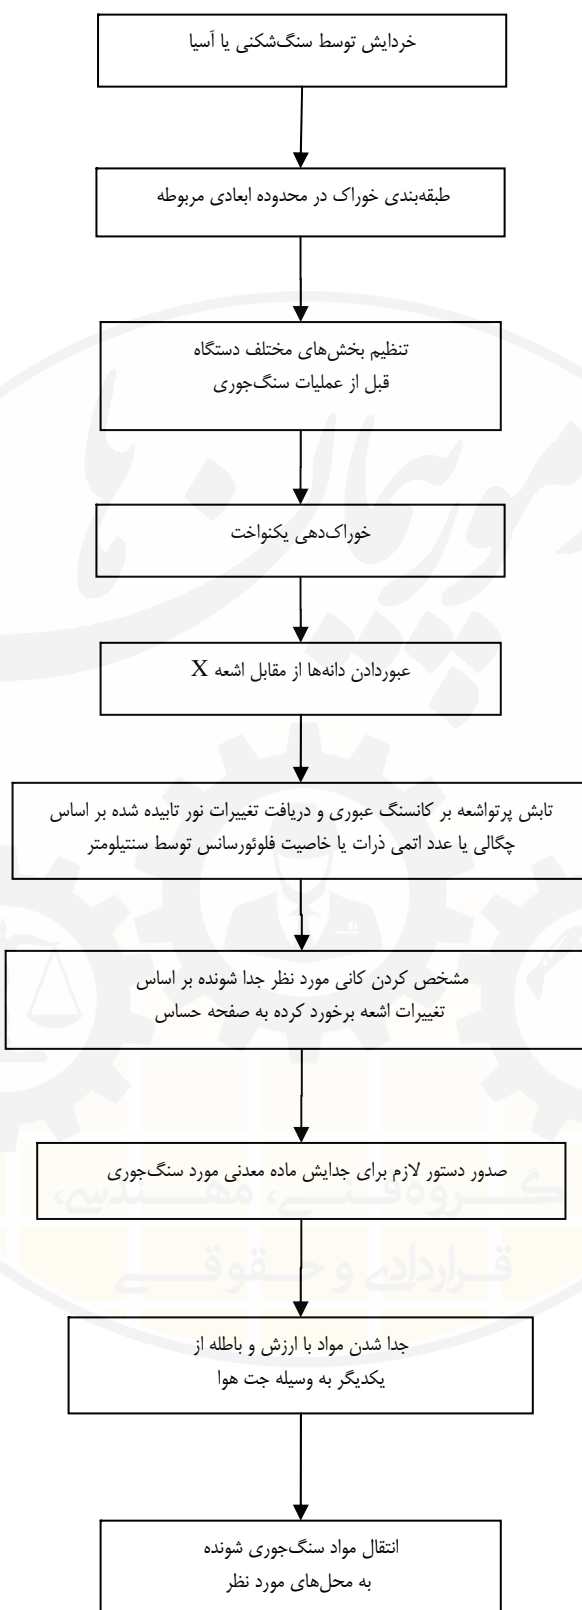 خردایش توسط سنگ‌شکنی یا آسیا
طبقه‌بندی خوراک در محدوده ابعادی مربوطه
تنظیم بخش‌های مختلف دستگاه
قبل از عملیات سنگ‌جوری
خوراک‌دهی یکنواخت
عبوردادن دانه‌ها از مقابل اشعه X
تابش پرتواشعه بر کانسنگ عبوری و دریافت تغییرات نور تابیده شده بر اساس
چگالی یا عدد اتمی ذرات یا خاصیت فلوئورسانس توسط سنتیلومتر
مشخص کردن کانی مورد نظر جدا شونده بر اساس
تغییرات اشعه برخورد کرده به صفحه حساس
صدور دستور لازم برای جدایش ماده معدنی مورد سنگ‌جوری
گروه فنی، مهندسی،
قراردادی و حقوقی
جدا شدن مواد با ارزش و باطله از
یکدیگر به وسیله جت هوا
انتقال مواد سنگ‌جوری شونده
به محل‌های مورد نظر